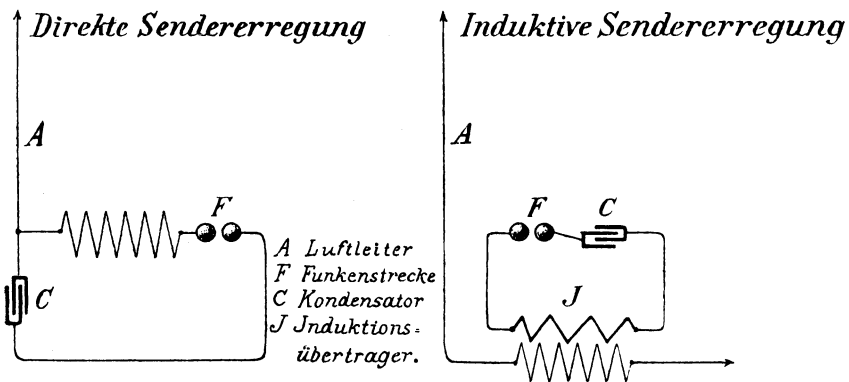 Direkte Sendererregung
A
F
C
A Luftleiter
F Funkenstrecke
C Kondensator
J Jnduktions=
übertrager.
Induktive Sendererregung
A
F
C
J